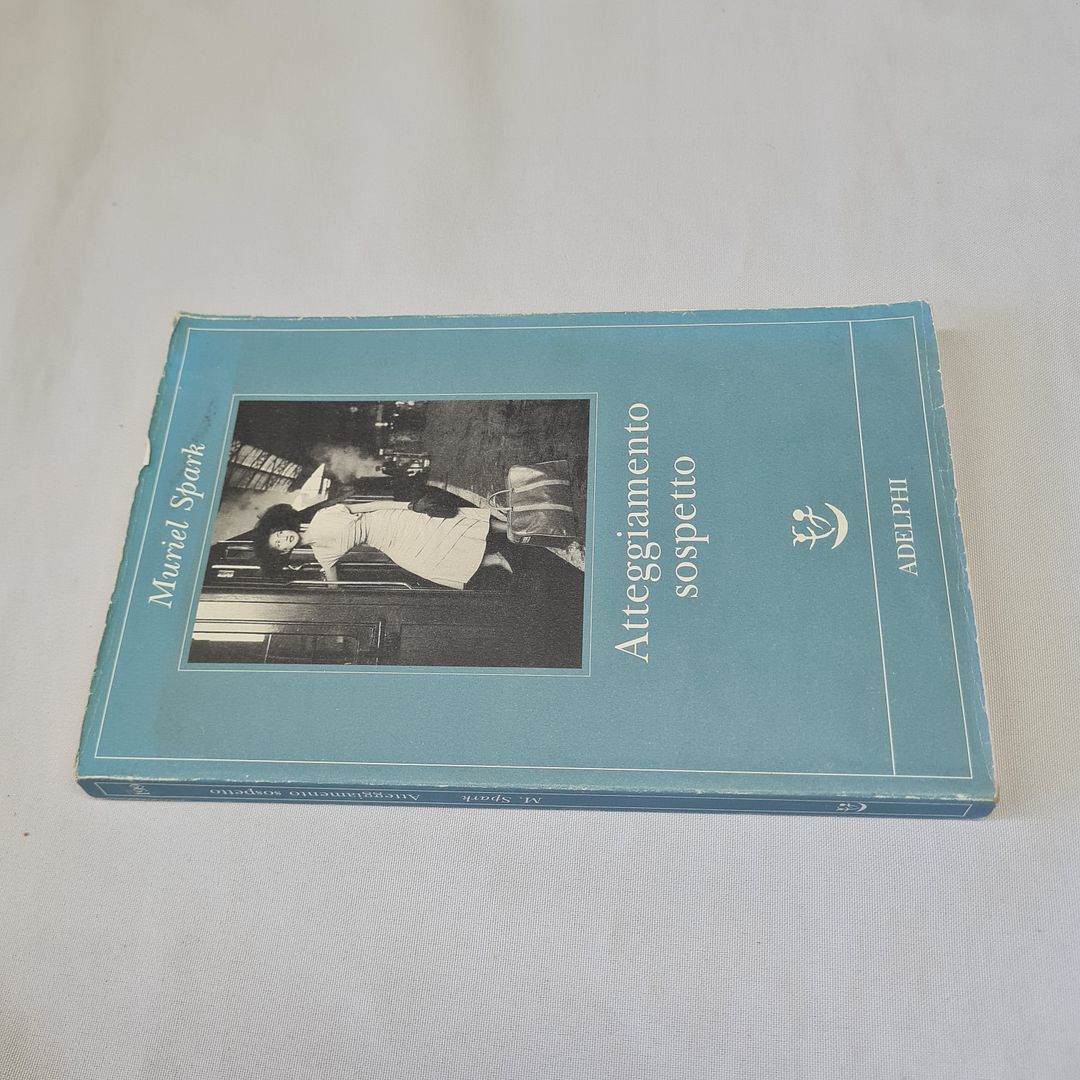 Muriel Spark
Atteggiamento
sospetto
ADELPHI
M. Spark
Atteggiamento sospetto